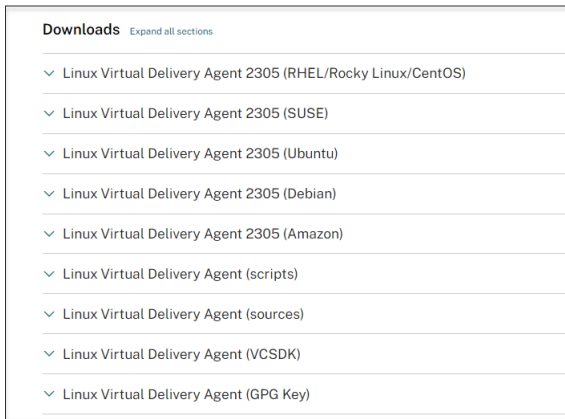 Downloads Expand all sections
Linux Virtual Delivery Agent 2305 (RHEL/Rocky Linux/CentOS)
Linux Virtual Delivery Agent 2305 (SUSE)
Linux Virtual Delivery Agent 2305 (Ubuntu)
Linux Virtual Delivery Agent 2305 (Debian)
Linux Virtual Delivery Agent 2305 (Amazon)
Linux Virtual Delivery Agent (scripts)
Linux Virtual Delivery Agent (sources)
Linux Virtual Delivery Agent (VCSDK)
Linux Virtual Delivery Agent (GPG Key)